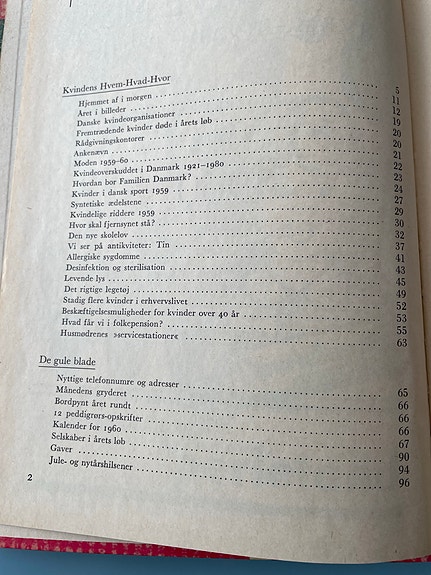 Kvindens Hvem-Hvad-Hvor
Hjemmet af i morgen 5
Året i billeder 11
Danske kvindeorganisationer 12
Fremtrædende kvinder døde i årets løb 19
Rådgivningskontorer 20
Ankenævn 20
Moden 1959-60 21
Kvindeoverskuddet i Danmark 1921-1980 22
Hvordan bor Familien Danmark? 23
Kvinder i dansk sport 1959 24
Syntetiske ædelstene 27
Kvindelige riddere 1959 29
Hvor skal fjernsynet stå? 30
Den nye skolelov 32
Vi ser på antikviteter: Tin 37
Allergiske sygdomme 41
Desinfektion og sterilisation 43
Levende lys 45
Det rigtige legetøj 49
Stadig flere kvinder i erhvervslivet 52
Beskæftigelsesmuligheder for kvinder over 40 år 53
Hvad får vi i folkepension? 55
Husmødrenes »servicestationer« 63
De gule blade
Nyttige telefonnumre og adresser 65
Månedens gryderet 66
Bordpynt året rundt 66
12 peddigrørs-opskrifter 66
Kalender for 1960 67
Selskaber i årets løb 90
Gaver 94
Jule- og nytårshilsener 96
2